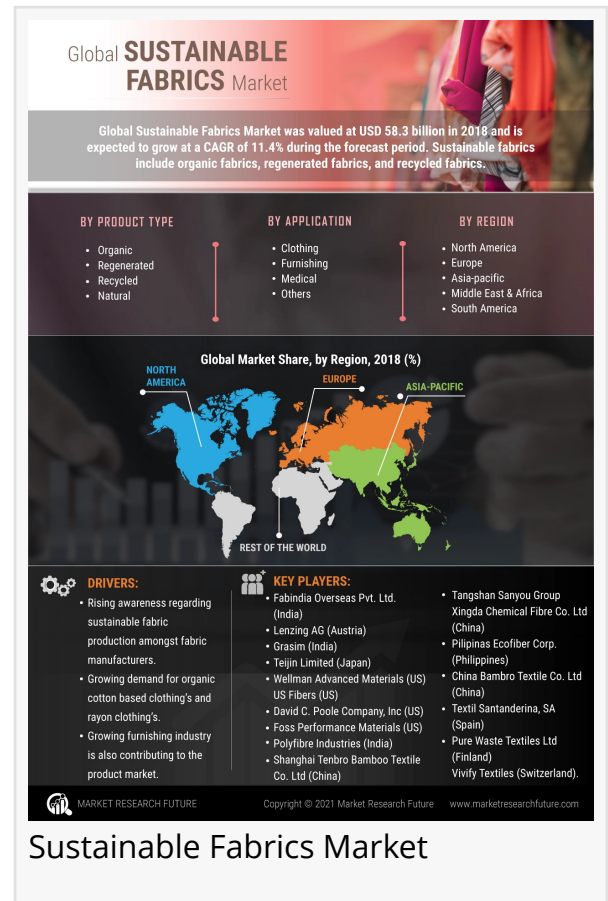 Global SUSTAINABLE
FABRICS Market
Global Sustainable Fabrics Market was valued at USD 58.3 billion in 2018 and is
expected to grow at a CAGR of 11.4% during the forecast period. Sustainable fabrics
include organic fabrics, regenerated fabrics, and recycled fabrics.
BY PRODUCT TYPE
• Organic
• Regenerated
• Recycled
• Natural
BY APPLICATION
• Clothing
• Furnishing
• Medical
• Others
BY REGION
• North America
• Europe
• Asia-pacific
• Middle East & Africa
• South America
Global Market Share, by Region, 2018 (%)
NORTH
AMERICA
EUROPE
ASIA-PACIFIC
REST OF THE WORLD
DRIVERS:
• Rising awareness regarding
sustainable fabric
production amongst fabric
manufacturers.
• Growing demand for organic
cotton based clothing's and
rayon clothing's.
• Growing furnishing industry
is also contributing to the
product market.
KEY PLAYERS:
• Fabindia Overseas Pvt. Ltd.
(India)
• Lenzing AG (Austria)
• Grasim (India)
• Teijin Limited (Japan)
• Wellman Advanced Materials (US)
US Fibers (US)
• David C. Poole Company, Inc (US)
• Foss Performance Materials (US)
• Polyfibre Industries (India)
• Shanghai Tenbro Bamboo Textile
Co. Ltd (China)
• Tangshan Sanyou Group
Xingda Chemical Fibre Co. Ltd
(China)
• Pilipinas Ecofiber Corp.
(Philippines)
• China Bambro Textile Co. Ltd
(China)
• Textil Santanderina, SA
(Spain)
• Pure Waste Textiles Ltd
(Finland)
Vivify Textiles (Switzerland).
MARKET RESEARCH FUTURE
Copyright © 2021 Market Research Future
www.marketresearchfuture.com
Sustainable Fabrics Market